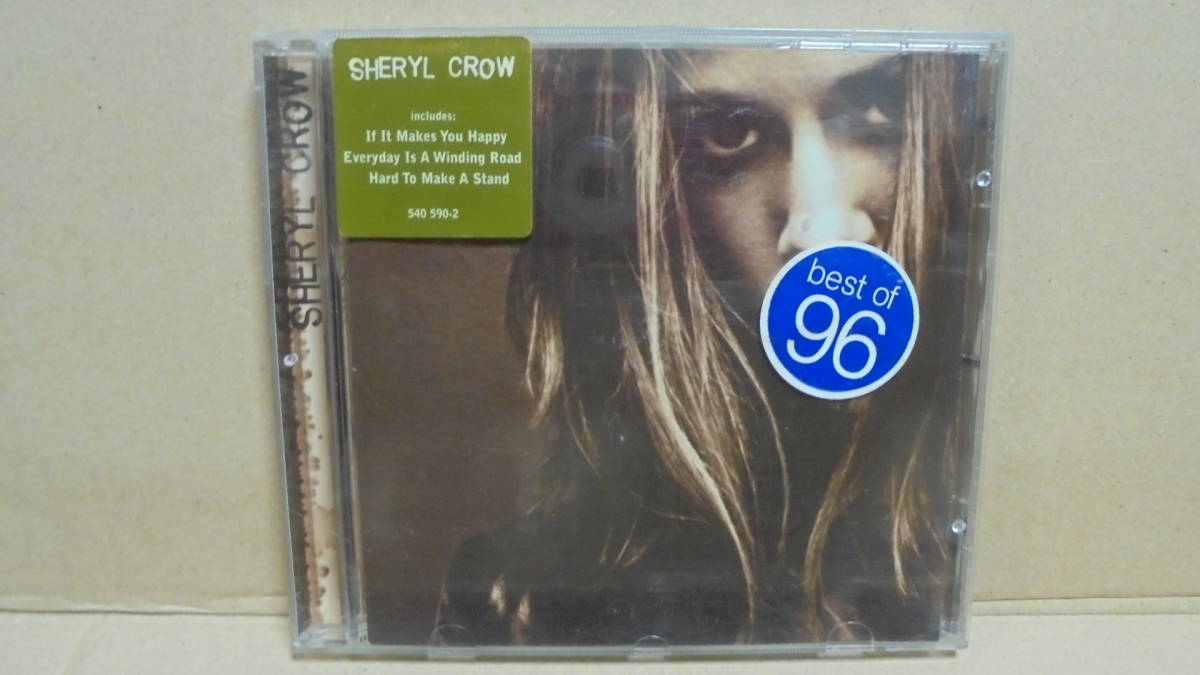 SHERYL CROW
SHERYL CROW
includes:
If It Makes You Happy
Everyday Is A Winding Road
Hard To Make A Stand
540 590-2
best of
96